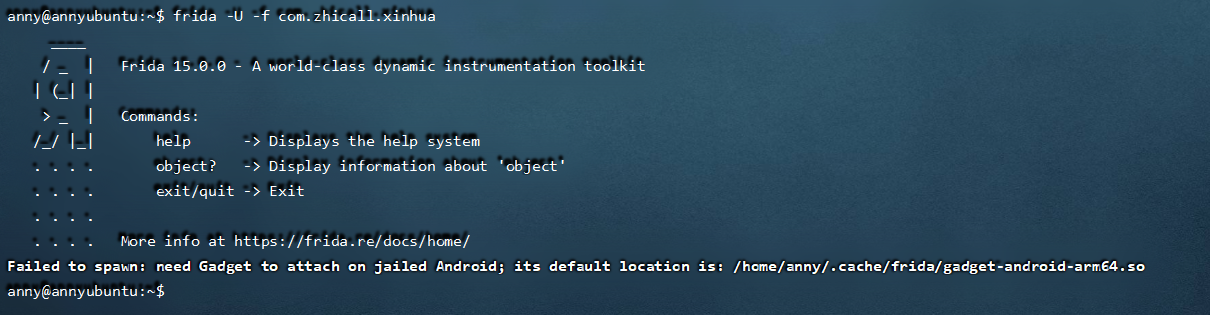 anny@annyubuntu:~$ frida -U -f com.zhicall.xinhua
     ____
    / _  |   Frida 15.0.0 - A world-class dynamic instrumentation toolkit
   | (_| |
    > _  |   Commands:
   /_/ |_|       help      -> Displays the help system
   . . . .       object?   -> Display information about 'object'
   . . . .       exit/quit -> Exit
   . . . .
   . . . .   More info at https://frida.re/docs/home/
Failed to spawn: need Gadget to attach on jailed Android; its default location is: /home/anny/.cache/frida/gadget-android-arm64.so
anny@annyubuntu:~$